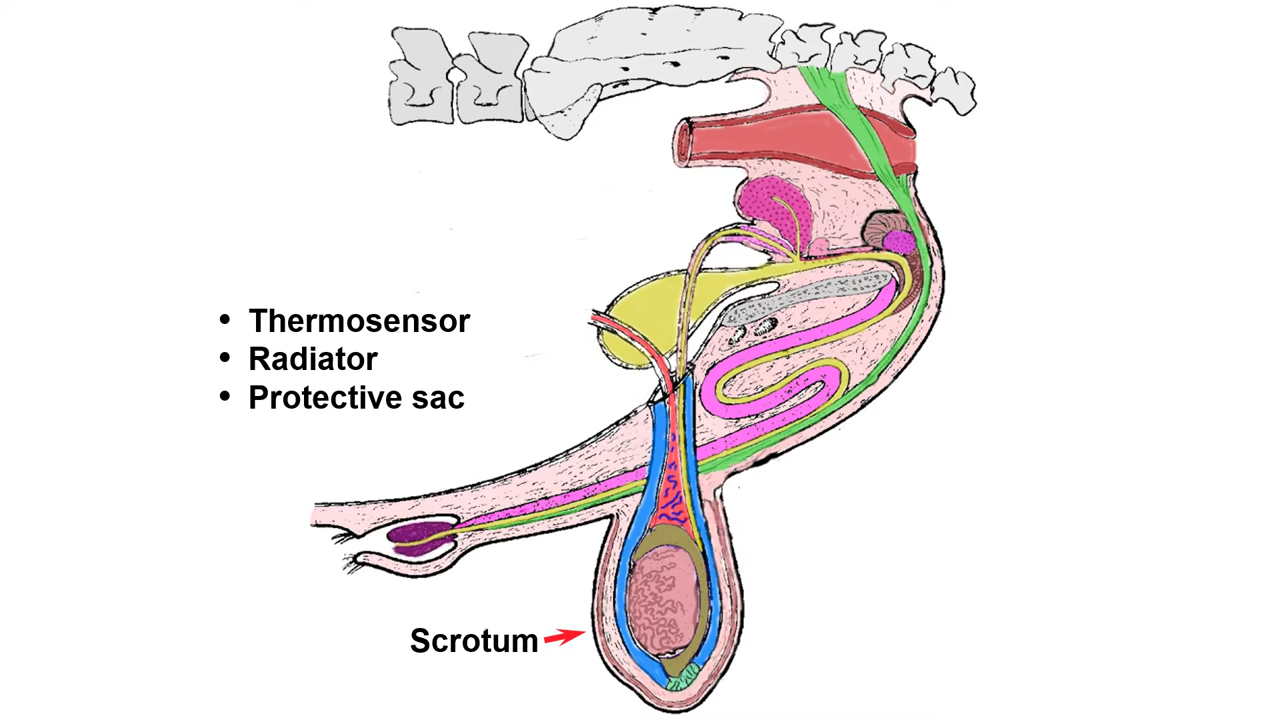 • Thermosensor
• Radiator
• Protective sac
Scrotum